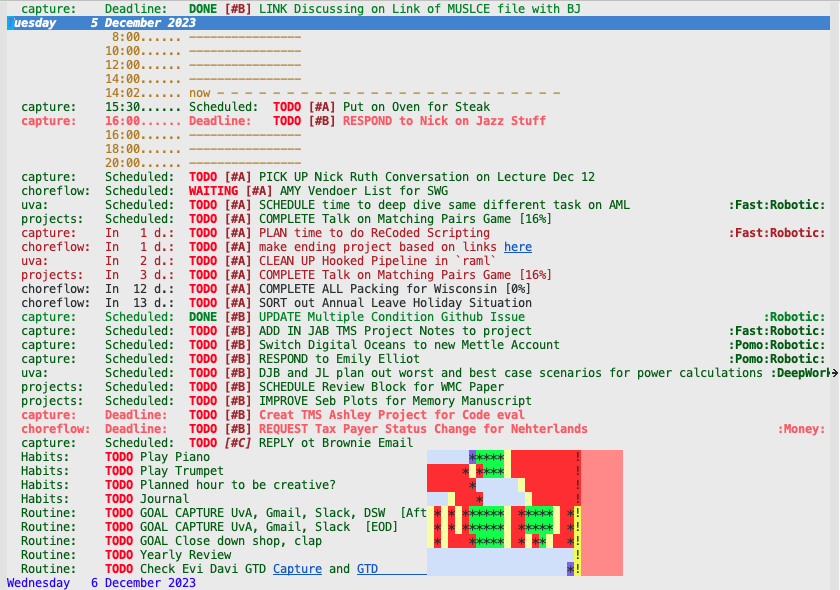 capture: Deadline: DONE [#B] LINK Discussing on Link of MUSLCE file with BJ
uesday 5 December 2023
8:00...... ────────────────
10:00...... ────────────────
12:00...... ────────────────
14:00...... ────────────────
14:02...... now - - - - - - - - - - - - - - - - - - - - - - - - -
capture: 15:30...... Scheduled: TODO [#A] Put on Oven for Steak
capture: 16:00...... Deadline: TODO [#B] RESPOND to Nick on Jazz Stuff
16:00...... ────────────────
18:00...... ────────────────
20:00...... ────────────────
capture: Scheduled: TODO [#A] PICK UP Nick Ruth Conversation on Lecture Dec 12
choreflow: Scheduled: WAITING [#A] AMY Vendoer List for SWG
uva: Scheduled: TODO [#A] SCHEDULE time to deep dive same different task on AML :Fast:Robotic:
projects: Scheduled: TODO [#A] COMPLETE Talk on Matching Pairs Game [16%]
capture: In 1 d.: TODO [#A] PLAN time to do ReCoded Scripting :Fast:Robotic:
choreflow: In 1 d.: TODO [#A] make ending project based on links here
uva: In 2 d.: TODO [#A] CLEAN UP Hooked Pipeline in `raml`
projects: In 3 d.: TODO [#A] COMPLETE Talk on Matching Pairs Game [16%]
choreflow: In 12 d.: TODO [#A] COMPLETE ALL Packing for Wisconsin [0%]
choreflow: In 13 d.: TODO [#A] SORT out Annual Leave Holiday Situation
capture: Scheduled: DONE [#B] UPDATE Multiple Condition Github Issue :Robotic:
capture: Scheduled: TODO [#B] ADD IN JAB TMS Project Notes to project :Fast:Robotic:
capture: Scheduled: TODO [#B] Switch Digital Oceans to new Mettle Account :Pomo:Robotic:
capture: Scheduled: TODO [#B] RESPOND to Emily Elliot :Pomo:Robotic:
uva: Scheduled: TODO [#B] DJB and JL plan out worst and best case scenarios for power calculations :DeepWork
projects: Scheduled: TODO [#B] SCHEDULE Review Block for WMC Paper
projects: Scheduled: TODO [#B] IMPROVE Seb Plots for Memory Manuscript
capture: Deadline: TODO [#B] Creat TMS Ashley Project for Code eval
choreflow: Deadline: TODO [#B] REQUEST Tax Payer Status Change for Nehterlands :Money:
capture: Scheduled: TODO [#C] REPLY ot Brownie Email
Habits: TODO Play Piano ***** !
Habits: TODO Play Trumpet * **** !
Habits: TODO Planned hour to be creative? * !
Habits: TODO Journal * !
Routine: TODO GOAL CAPTURE UvA, Gmail, Slack, DSW [Aft * * ****** ***** *!
Routine: TODO GOAL CAPTURE UvA, Gmail, Slack [EOD] * * ****** ***** *!
Routine: TODO GOAL Close down shop, clap * * ***** * ** *!
Routine: TODO Yearly Review !
Routine: TODO Check Evi Davi GTD Capture and GTD *!
Wednesday 6 December 2023